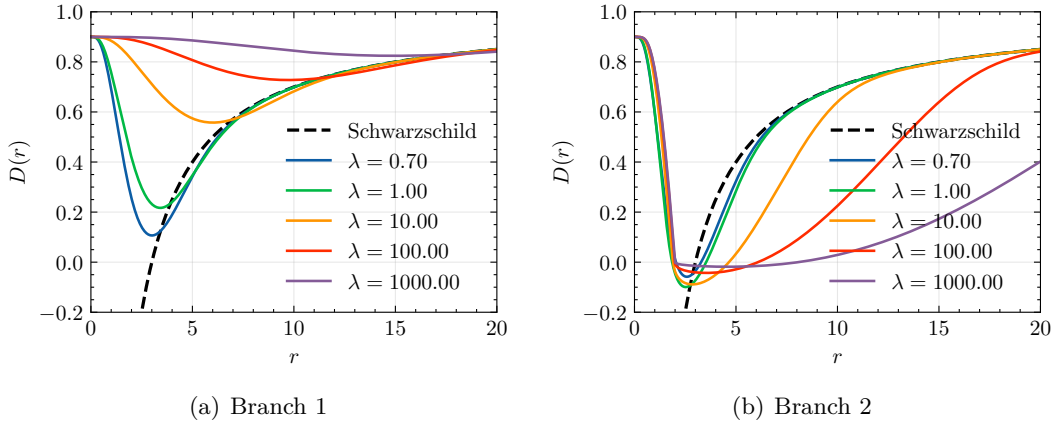 1.0
0.8
0.6
0.4
0.2
0.0
−0.2
D(r)
0 5 10 15 20
r
Schwarzschild
λ = 0.70
λ = 1.00
λ = 10.00
λ = 100.00
λ = 1000.00
(a) Branch 1
1.0
0.8
0.6
0.4
0.2
0.0
−0.2
D(r)
0 5 10 15 20
r
Schwarzschild
λ = 0.70
λ = 1.00
λ = 10.00
λ = 100.00
λ = 1000.00
(b) Branch 2